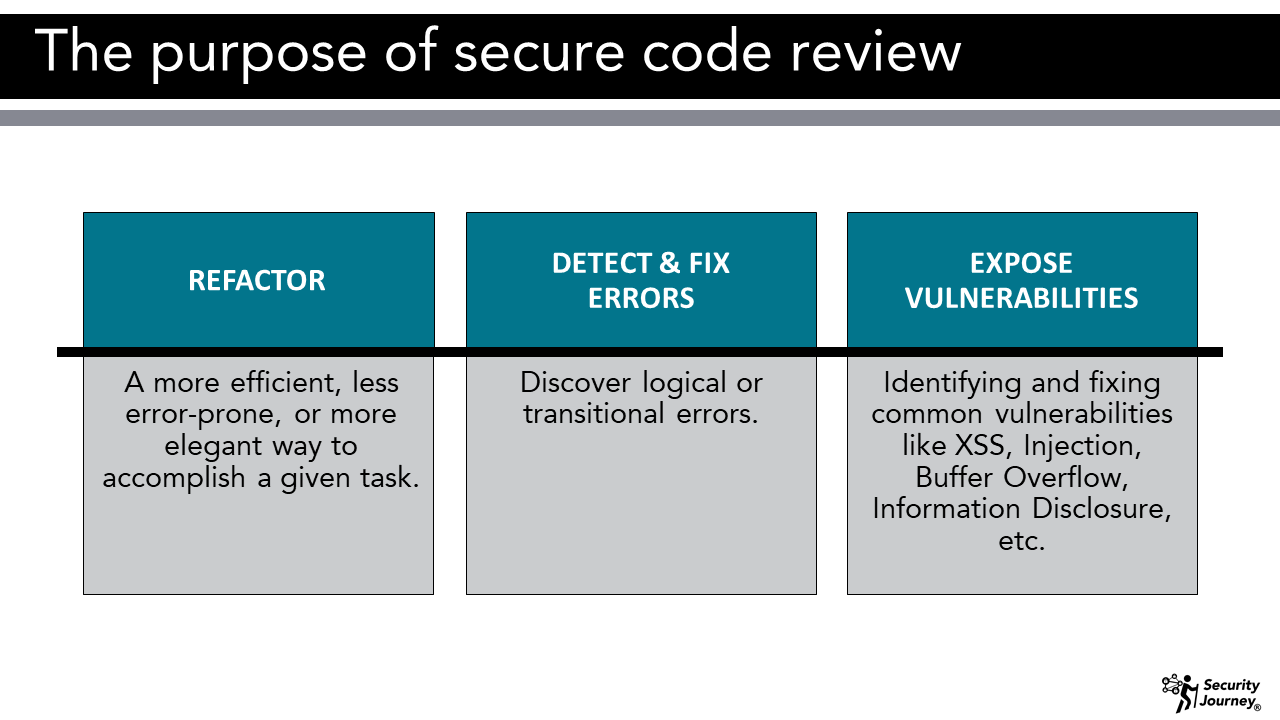 The purpose of secure code review
REFACTOR
A more efficient, less
error-prone, or more
elegant way to
accomplish a given task.
DETECT & FIX
ERRORS
Discover logical or
transitional errors.
EXPOSE
VULNERABILITIES
Identifying and fixing
common vulnerabilities
like XSS, Injection,
Buffer Overflow,
Information Disclosure,
etc.
Security
Journey®